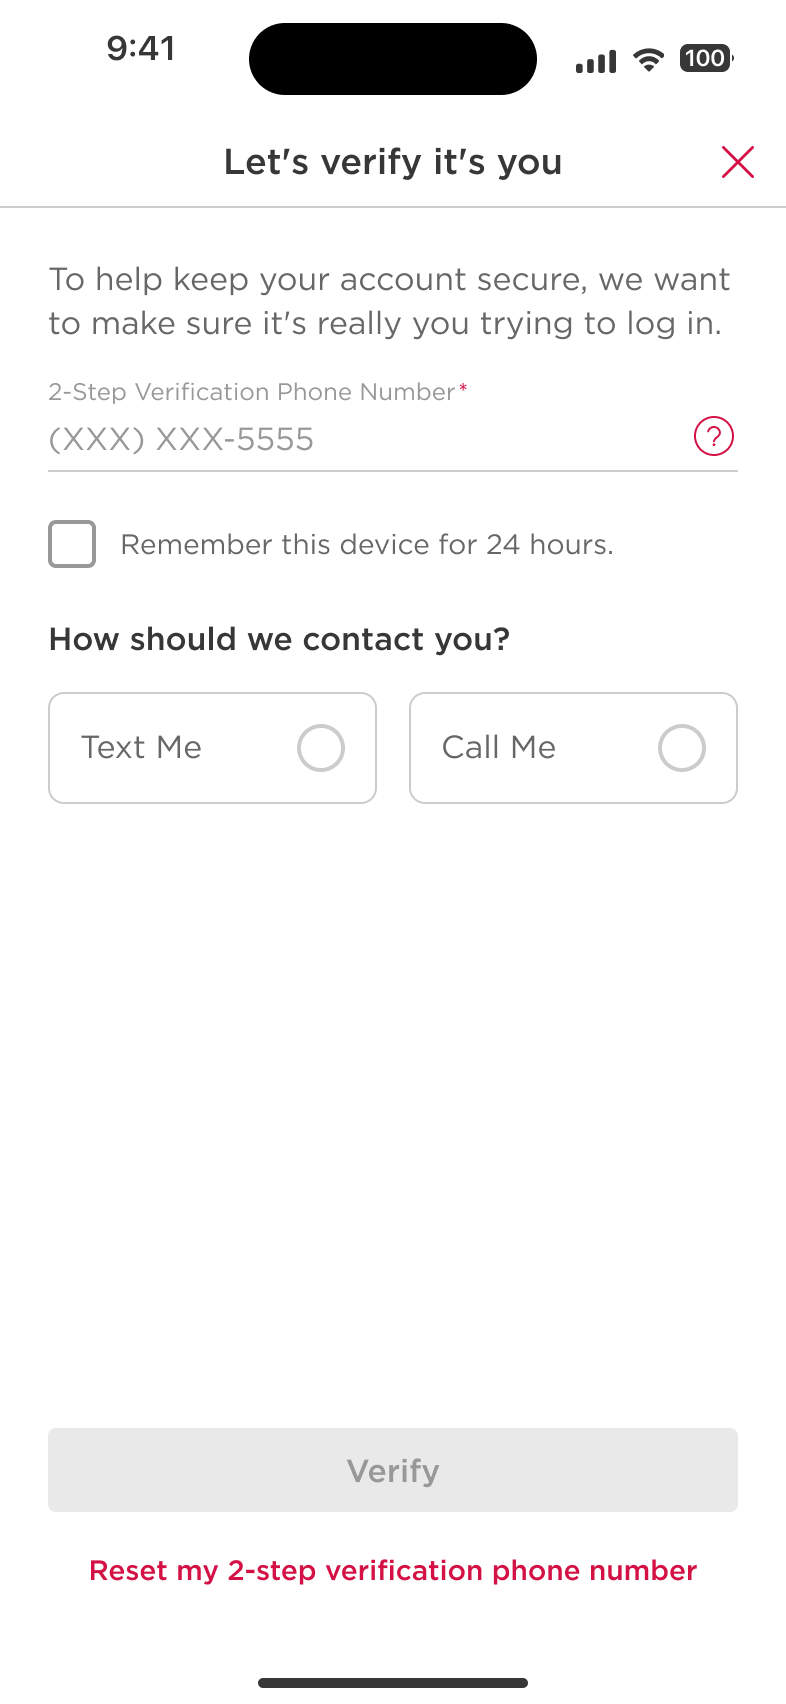 9:41
100
Let's verify it's you
To help keep your account secure, we want
to make sure it's really you trying to log in.
2-Step Verification Phone Number*
(XXX) XXX-5555
?
Remember this device for 24 hours.
How should we contact you?
Text Me
Call Me
Verify
Reset my 2-step verification phone number